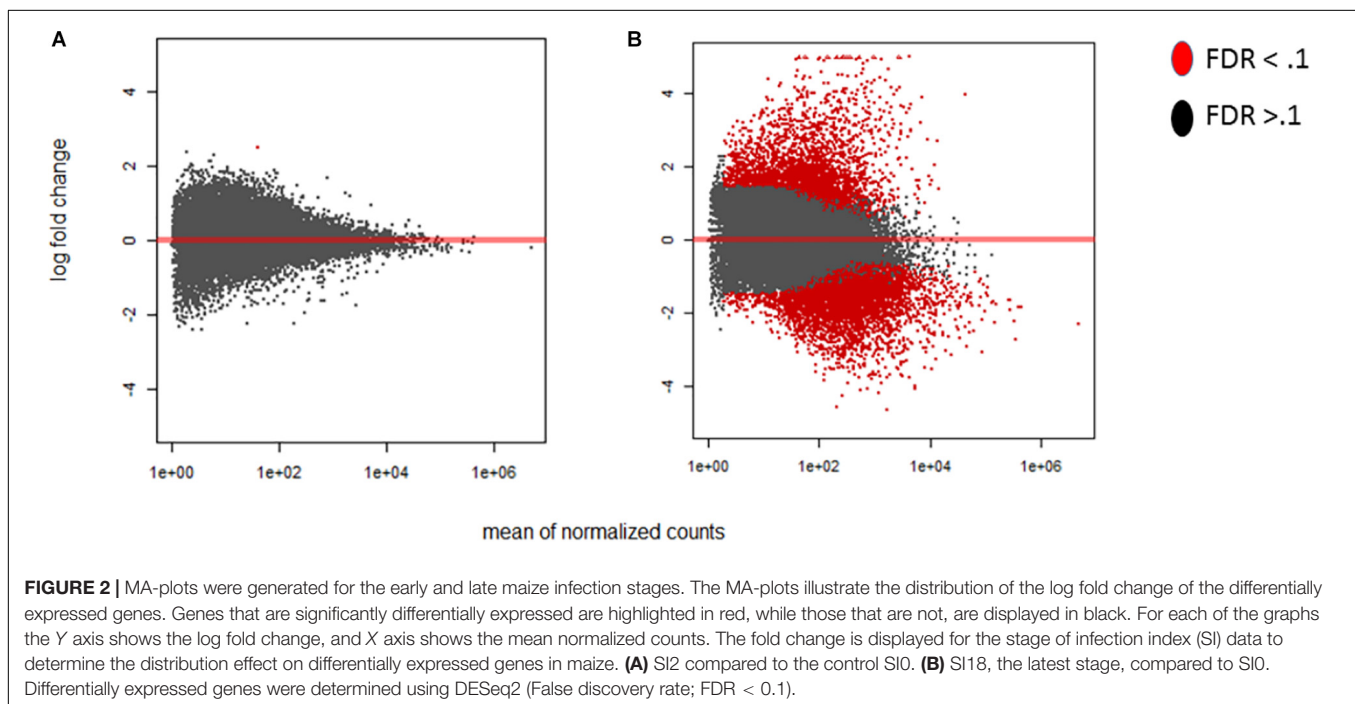 A
B
FDR < .1
FDR >.1
log fold change
4
2
0
-2
-4
4
2
0
-2
-4
1e+00 1e+02 1e+04 1e+06
1e+00 1e+02 1e+04 1e+06
mean of normalized counts
FIGURE 2 | MA-plots were generated for the early and late maize infection stages. The MA-plots illustrate the distribution of the log fold change of the differentially
expressed genes. Genes that are significantly differentially expressed are highlighted in red, while those that are not, are displayed in black. For each of the graphs
the Y axis shows the log fold change, and X axis shows the mean normalized counts. The fold change is displayed for the stage of infection index (SI) data to
determine the distribution effect on differentially expressed genes in maize. (A) SI2 compared to the control SI0. (B) SI18, the latest stage, compared to SI0.
Differentially expressed genes were determined using DESeq2 (False discovery rate; FDR < 0.1).